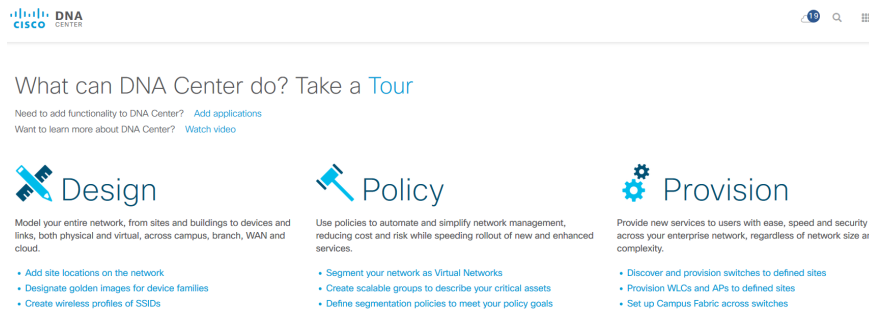 CISCO DNA CENTER
19
What can DNA Center do? Take a Tour
Need to add functionality to DNA Center? Add applications
Want to learn more about DNA Center? Watch video
Design
Model your entire network, from sites and buildings to devices and
links, both physical and virtual, across campus, branch, WAN and
cloud.
• Add site locations on the network
• Designate golden images for device families
• Create wireless profiles of SSIDs
Policy
Use policies to automate and simplify network management,
reducing cost and risk while speeding rollout of new and enhanced
services.
• Segment your network as Virtual Networks
• Create scalable groups to describe your critical assets
• Define segmentation policies to meet your policy goals
Provision
Provide new services to users with ease, speed and security
across your enterprise network, regardless of network size an
complexity.
• Discover and provision switches to defined sites
• Provision WLCs and APs to defined sites
• Set up Campus Fabric across switches